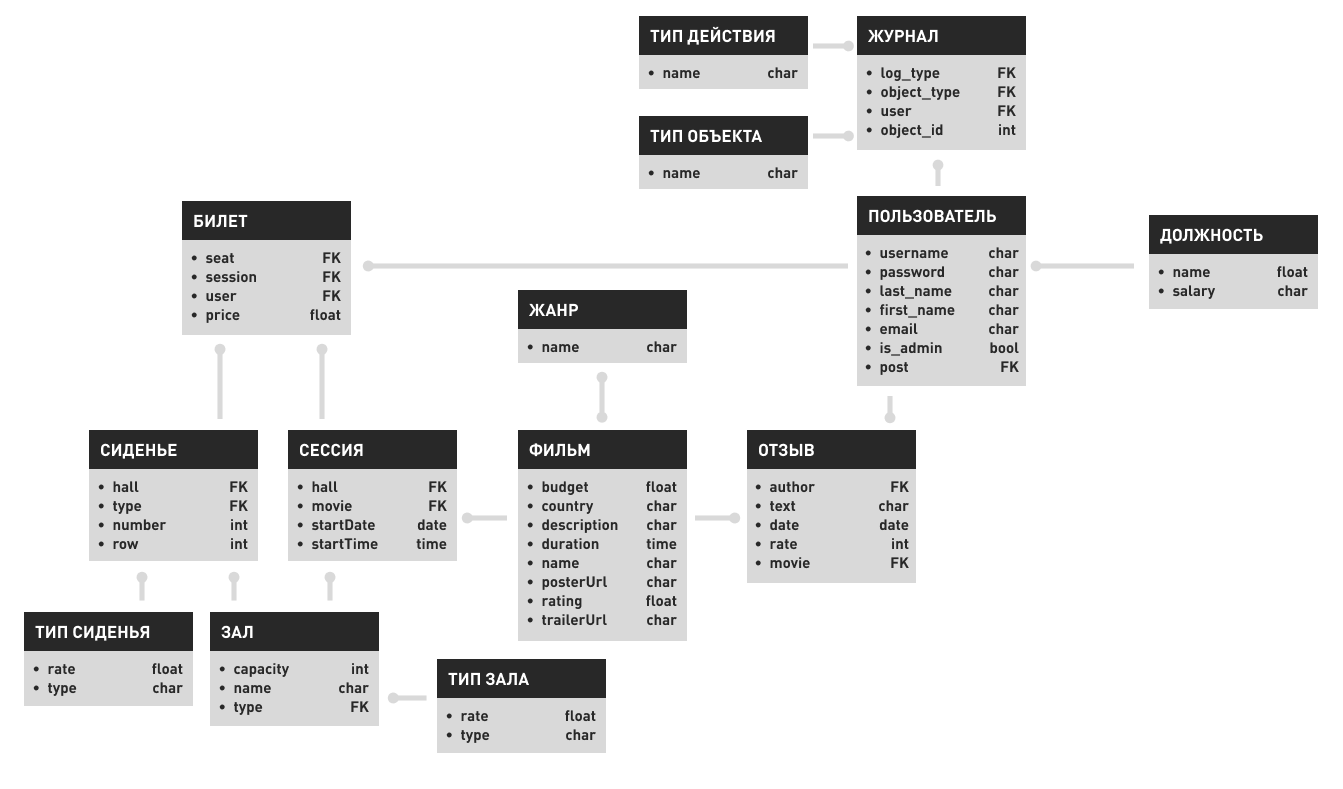 ТИП ДЕЙСТВИЯ
• name char
ЖУРНАЛ
• log_type FK
• object_type FK
• user FK
• object_id int
ТИП ОБЪЕКТА
• name char
БИЛЕТ
• seat FK
• session FK
• user FK
• price float
ПОЛЬЗОВАТЕЛЬ
• username char
• password char
• last_name char
• first_name char
• email char
• is_admin bool
• post FK
ДОЛЖНОСТЬ
• name float
• salary char
ЖАНР
• name char
СИДЕНЬЕ
• hall FK
• type FK
• number int
• row int
СЕССИЯ
• hall FK
• movie FK
• startDate date
• startTime time
ФИЛЬМ
• budget float
• country char
• description char
• duration time
• name char
• posterUrl char
• rating float
• trailerUrl char
ОТЗЫВ
• author FK
• text char
• date date
• rate int
• movie FK
ТИП СИДЕНЬЯ
• rate float
• type char
ЗАЛ
• capacity int
• name char
• type FK
ТИП ЗАЛА
• rate float
• type char